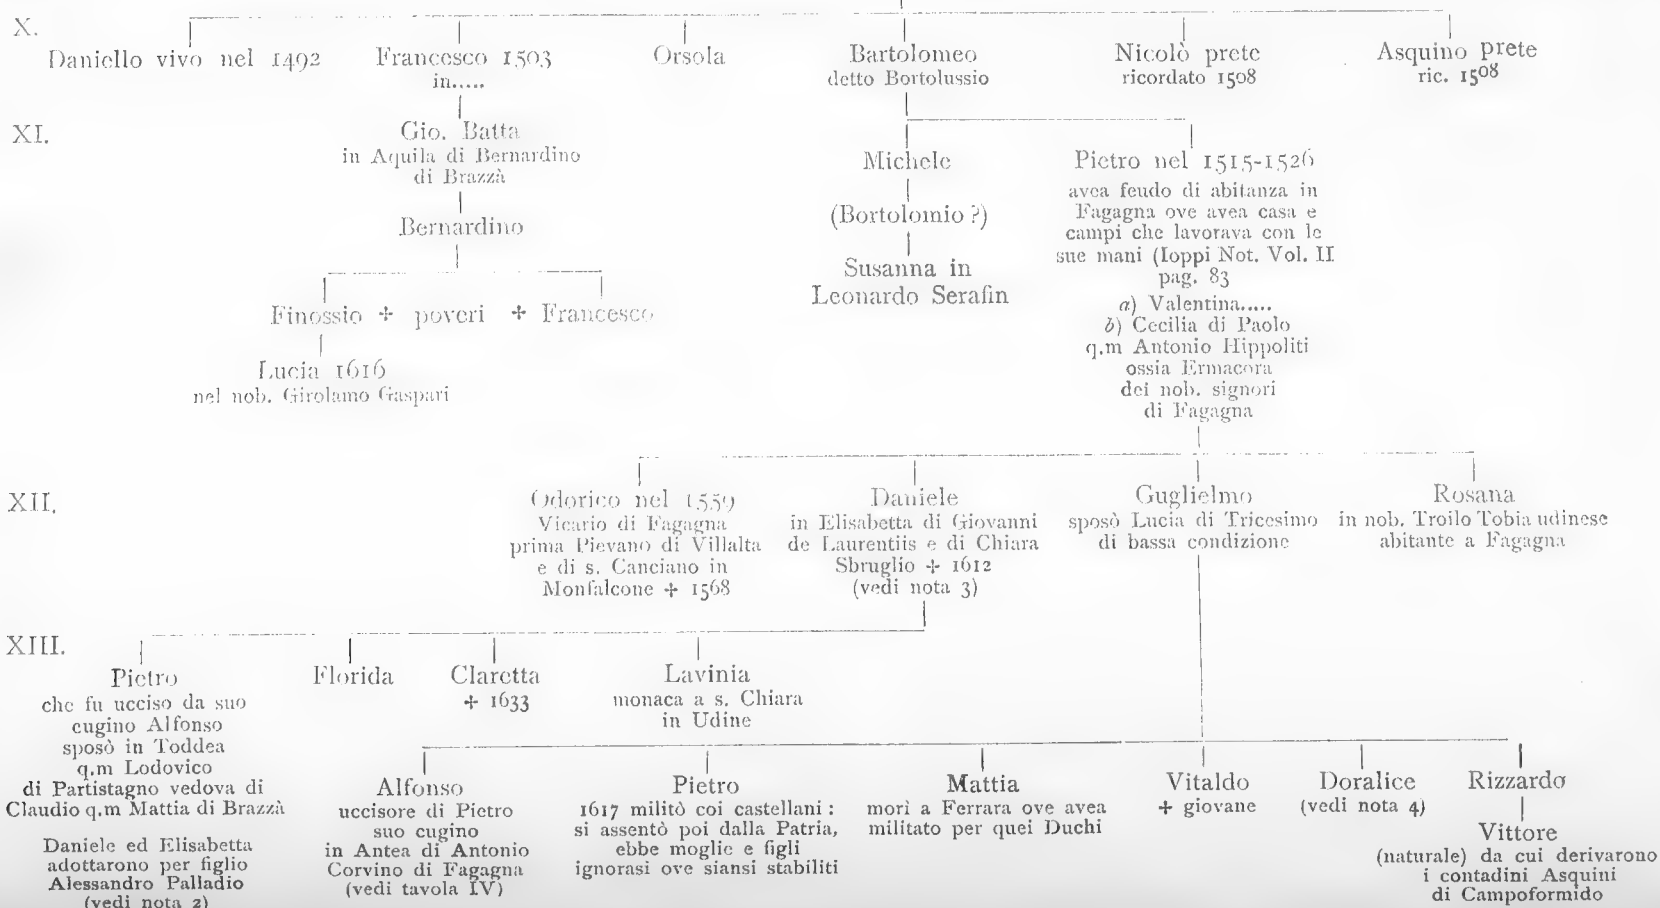 X.
Daniello vivo nel 1492
Francesco 1503
in.....
Orsola
Bartolomeo
detto Bortolussio
Nicolò prete
ricordato 1508
Asquino prete
ric. 1508
XI.
Gio. Batta
in Aquila di Bernardino
di Brazzà
Bernardino
Finossio ✢ poveri ✢ Francesco
Lucia 1616
nel nob. Girolamo Gaspari
Michele
(Bortolomio ?)
Susanna in
Leonardo Serafin
Pietro nel 1515-1526
avea feudo di abitanza in
Fagagna ove avea casa e
campi che lavorava con le
sue mani (Ioppi Not. Vol. II
pag. 83
a) Valentina.....
b) Cecilia di Paolo
q.m Antonio Hippoliti
ossia Ermacora
dei nob. signori
di Fagagna
XII.
Odorico nel 1559
Vicario di Fagagna
prima Pievano di Villalta
e di s. Canciano in
Monfalcone ✢ 1568
Daniele
in Elisabetta di Giovanni
de Laurentiis e di Chiara
Sbruglio ✢ 1612
(vedi nota 3)
Guglielmo
sposò Lucia di Tricesimo
di bassa condizione
Rosana
in nob. Troilo Tobia udinese
abitante a Fagagna
XIII.
Pietro
che fu ucciso da suo
cugino Alfonso
sposò in Toddea
q.m Lodovico
di Partistagno vedova di
Claudio q.m Mattia di Brazzà
Daniele ed Elisabetta
adottarono per figlio
Alessandro Palladio
(vedi nota 2)
Florida
Claretta
✢ 1633
Lavinia
monaca a s. Chiara
in Udine
Alfonso
uccisore di Pietro
suo cugino
in Antea di Antonio
Corvino di Fagagna
(vedi tavola IV)
Pietro
1617 militò coi castellani :
si assentò poi dalla Patria,
ebbe moglie e figli
ignorasi ove siansi stabiliti
Mattia
morì a Ferrara ove avea
militato per quei Duchi
Vitaldo
✢ giovane
Doralice
(vedi nota 4)
Rizzardo
Vittore
(naturale) da cui derivarono
i contadini Asquini
di Campoformido